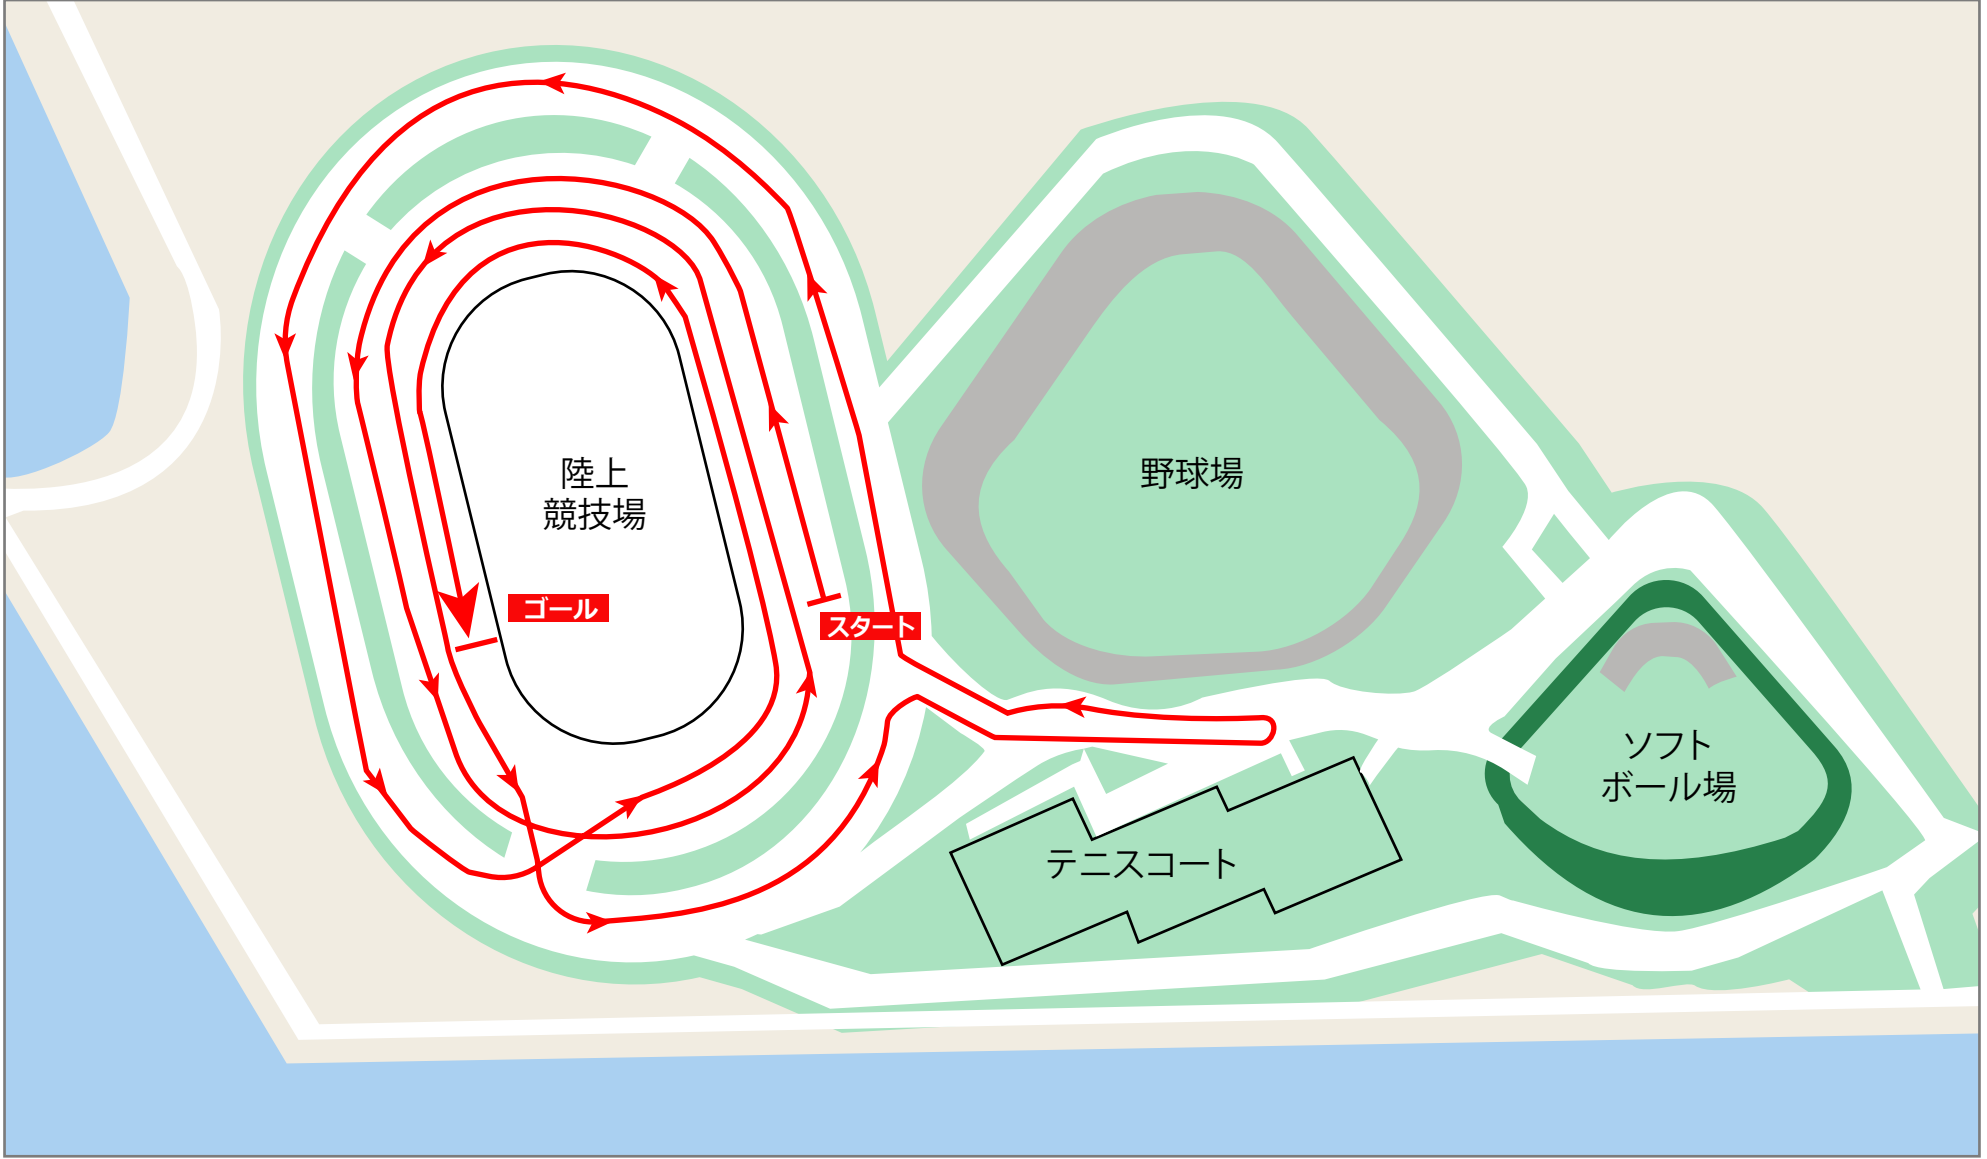 陸上
競技場
野球場
ゴール
スタート
ソフト
ボール場
テニスコート